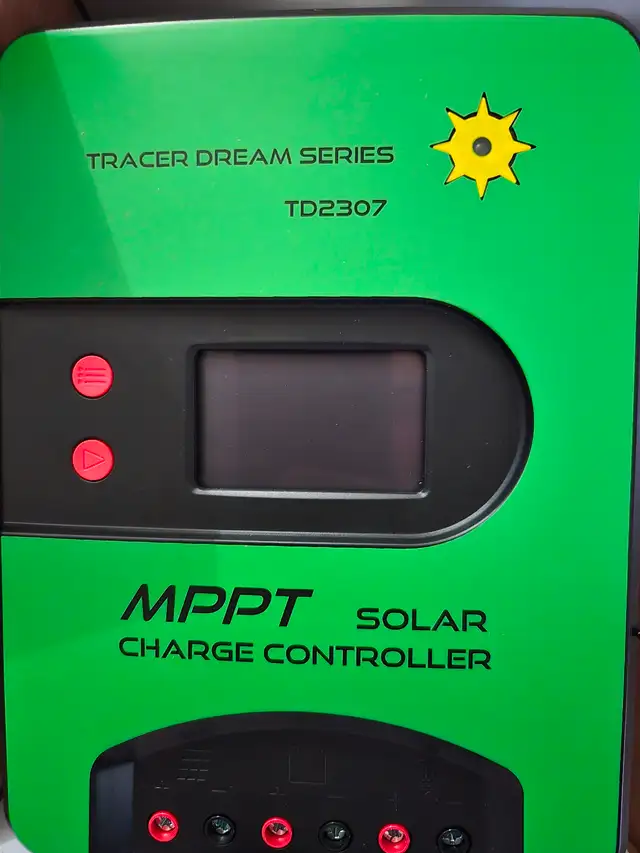 TRACER DREAM SERIES
TD2307
MPPT SOLAR
CHARGE CONTROLLER
+ - + - + -